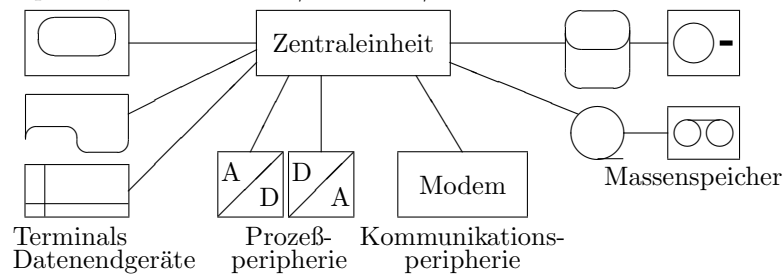 Zentraleinheit
A
D
D
A
Modem
Massenspeicher
Terminals
Datenendgeräte
Prozeß-
peripherie
Kommunikations-
peripherie